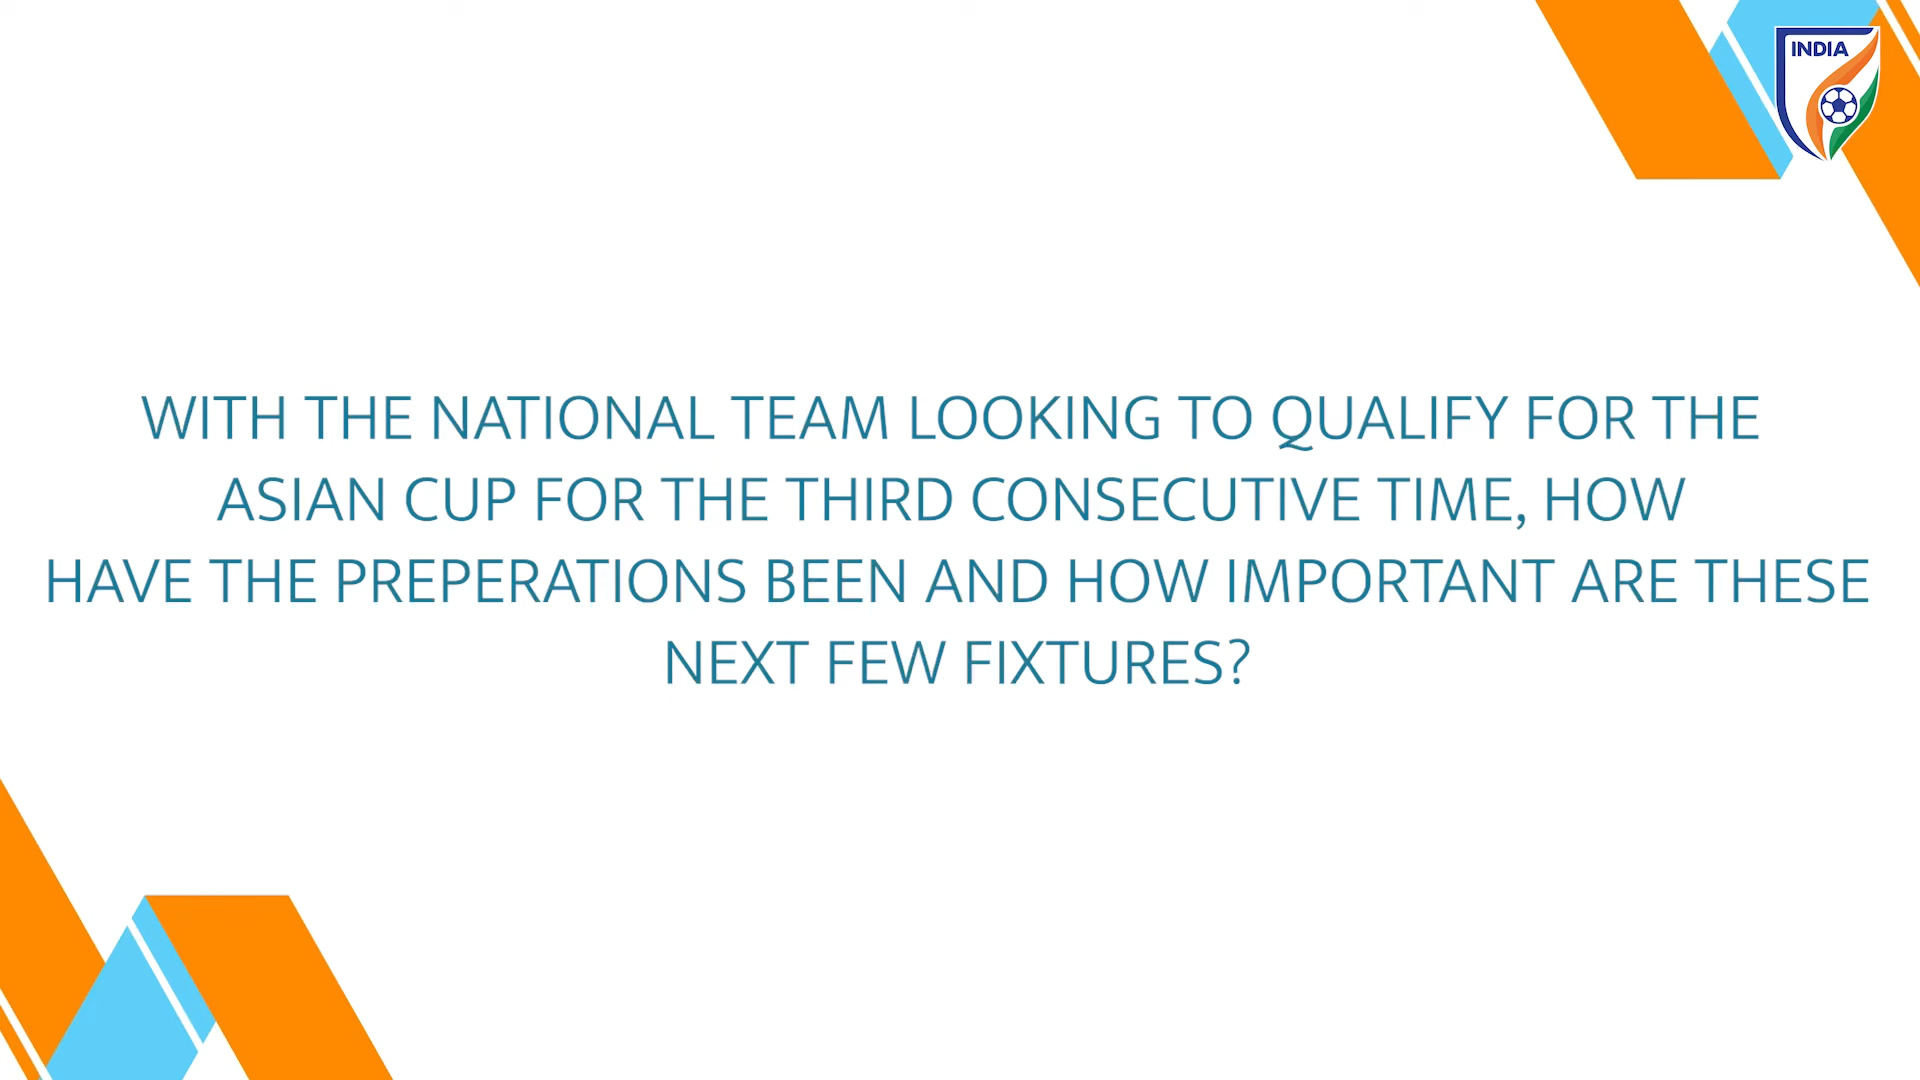 INDIA
WITH THE NATIONAL TEAM LOOKING TO QUALIFY FOR THE
ASIAN CUP FOR THE THIRD CONSECUTIVE TIME, HOW
HAVE THE PREPERATIONS BEEN AND HOW IMPORTANT ARE THESE
NEXT FEW FIXTURES?